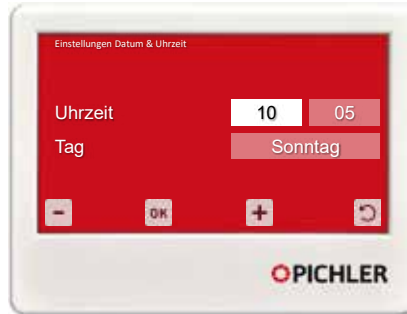 Einstellungen Datum & Uhrzeit
Uhrzeit 10 05
Tag Sonntag
- OK +
PICHLER